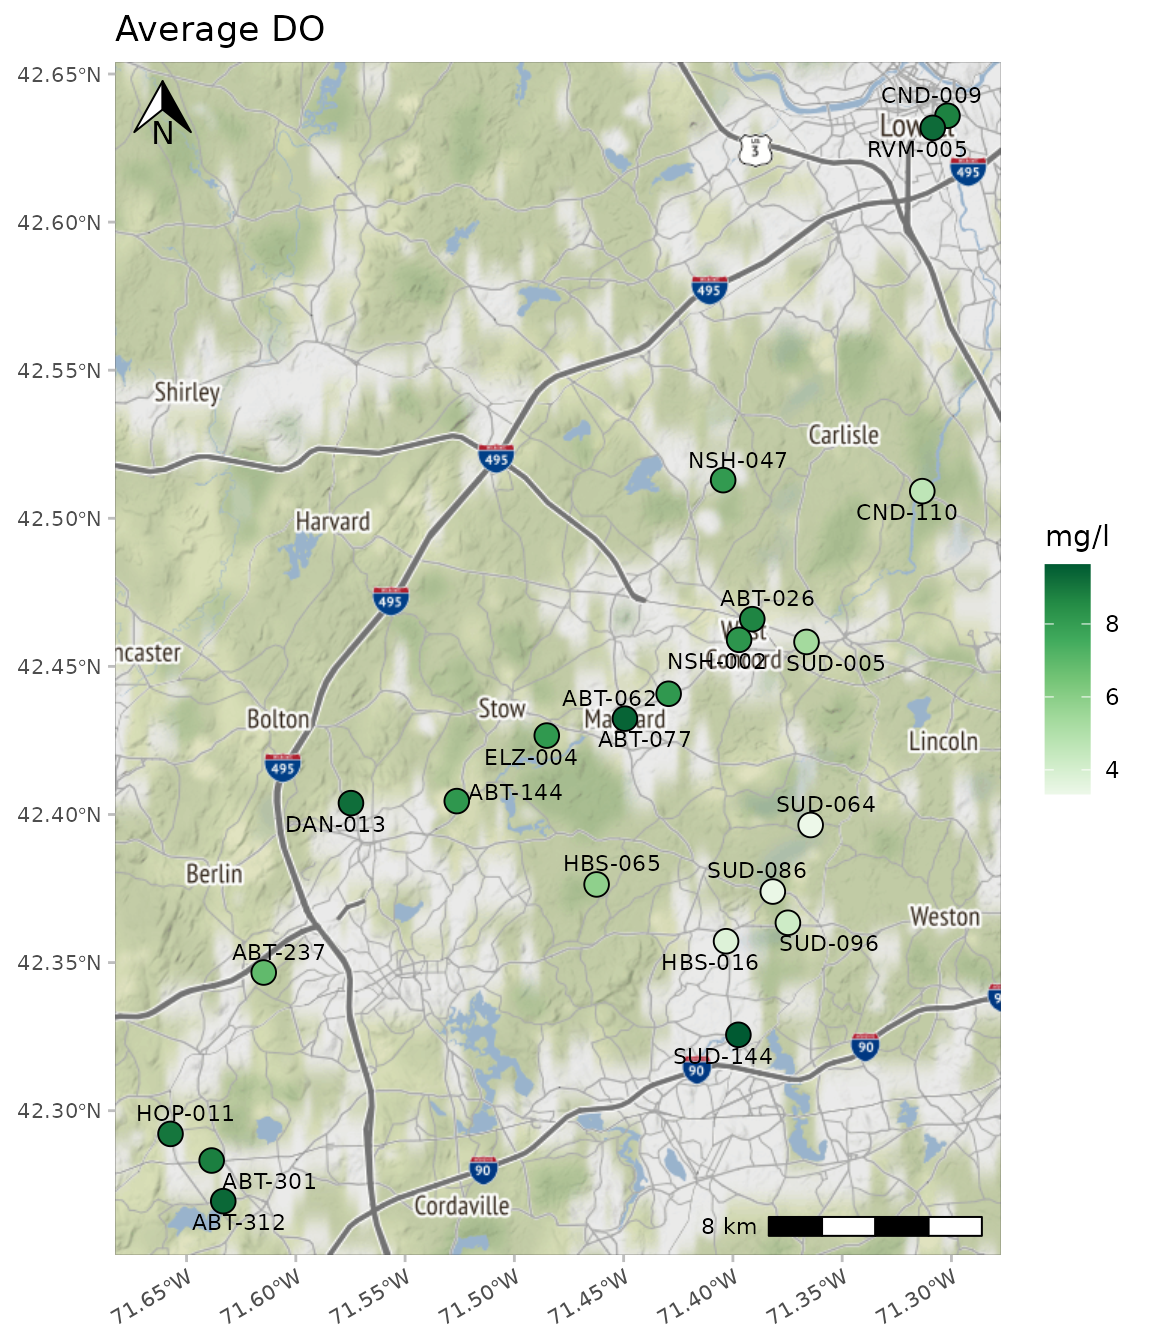 Average DO
42.65°N
42.60°N
42.55°N
42.50°N
42.45°N
42.40°N
42.35°N
42.30°N
N
CND-009
RVM-005
US
3
495
495
Shirley
Carlisle
495
NSH-047
CND-110
Harvard
495
ABT-026
NSH-002
SUD-005
ncaster
ABT-062
Stow
Bolton
ABT-077
Lincoln
ELZ-004
495
ABT-144
DAN-013
SUD-064
HBS-065
SUD-086
Berlin
Weston
SUD-096
ABT-237
HBS-016
9
SUD-144
90
90
HOP-011
90
ABT-301
Cordaville
ABT-312
8 km
71.65°W
71.60°W
71.55°W
71.50°W
71.45°W
71.40°W
71.35°W
71.30°W
mg/l
8
6
4